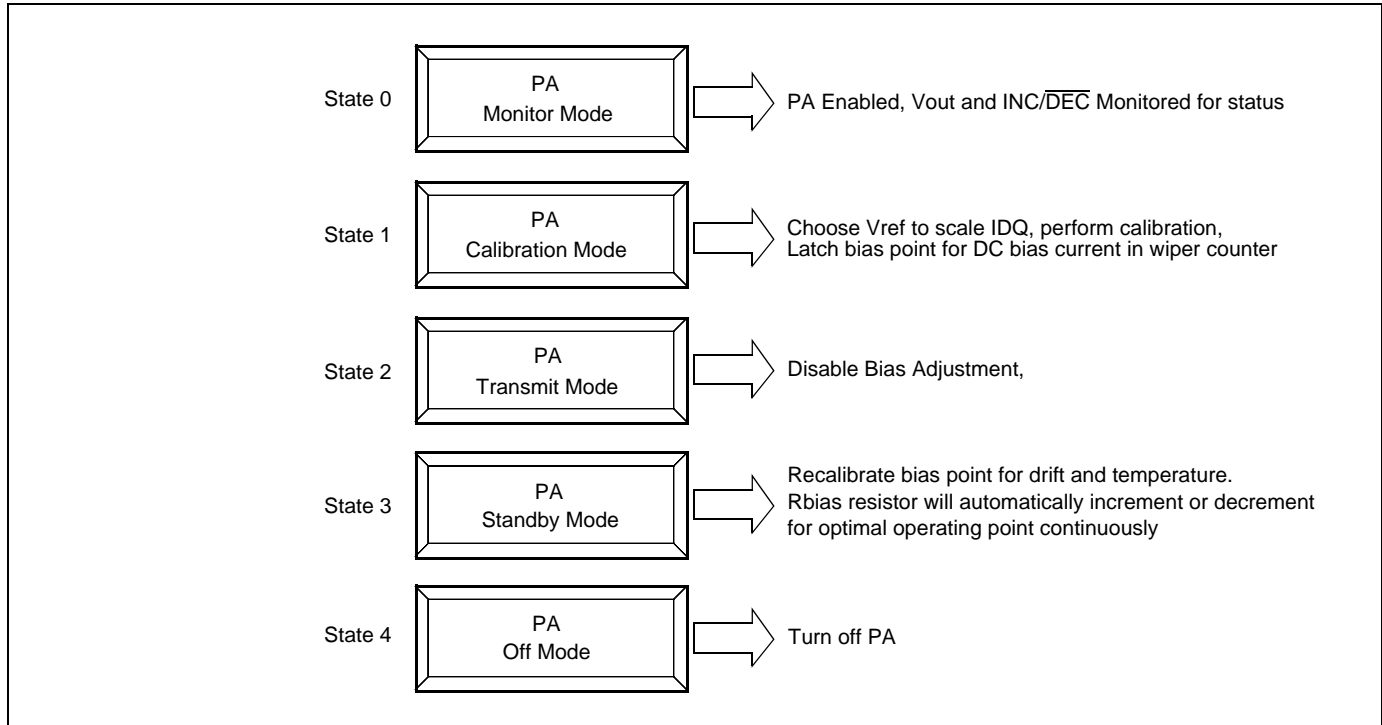 State 0
PA
Monitor Mode
PA Enabled, Vout and INC/D̅E̅C̅ Monitored for status
State 1
PA
Calibration Mode
Choose Vref to scale IDQ, perform calibration,
Latch bias point for DC bias current in wiper counter
State 2
PA
Transmit Mode
Disable Bias Adjustment,
State 3
PA
Standby Mode
Recalibrate bias point for drift and temperature.
Rbias resistor will automatically increment or decrement
for optimal operating point continuously
State 4
PA
Off Mode
Turn off PA